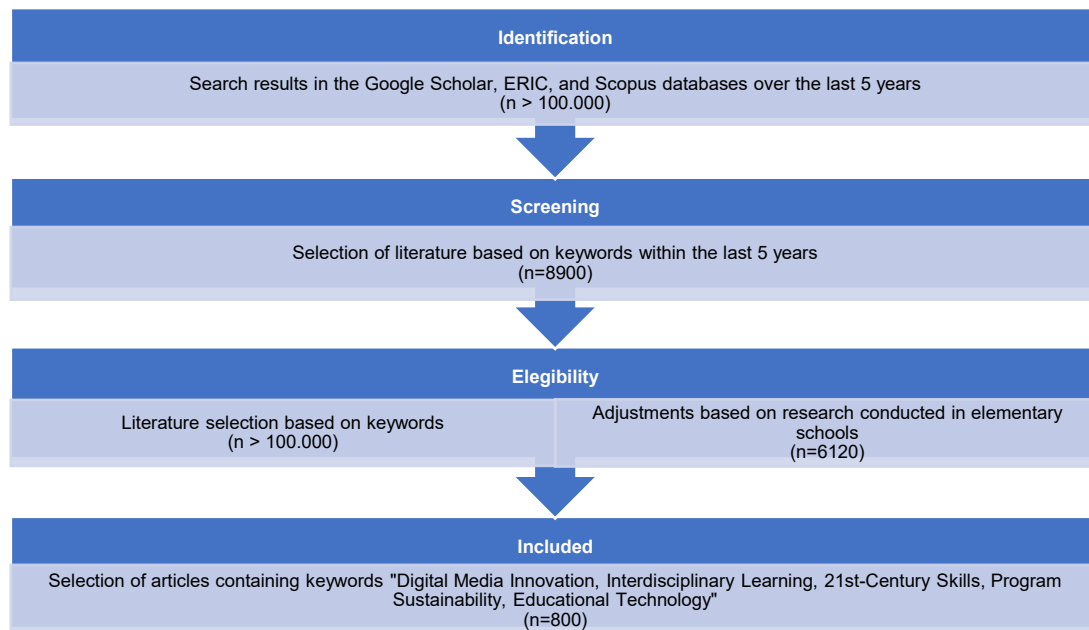 Identification
Search results in the Google Scholar, ERIC, and Scopus databases over the last 5 years
(n > 100.000)
Screening
Selection of literature based on keywords within the last 5 years
(n=8900)
Elegibility
Literature selection based on keywords
(n > 100.000)
Adjustments based on research conducted in elementary
schools
(n=6120)
Included
Selection of articles containing keywords "Digital Media Innovation, Interdisciplinary Learning, 21st-Century Skills, Program
Sustainability, Educational Technology"
(n=800)